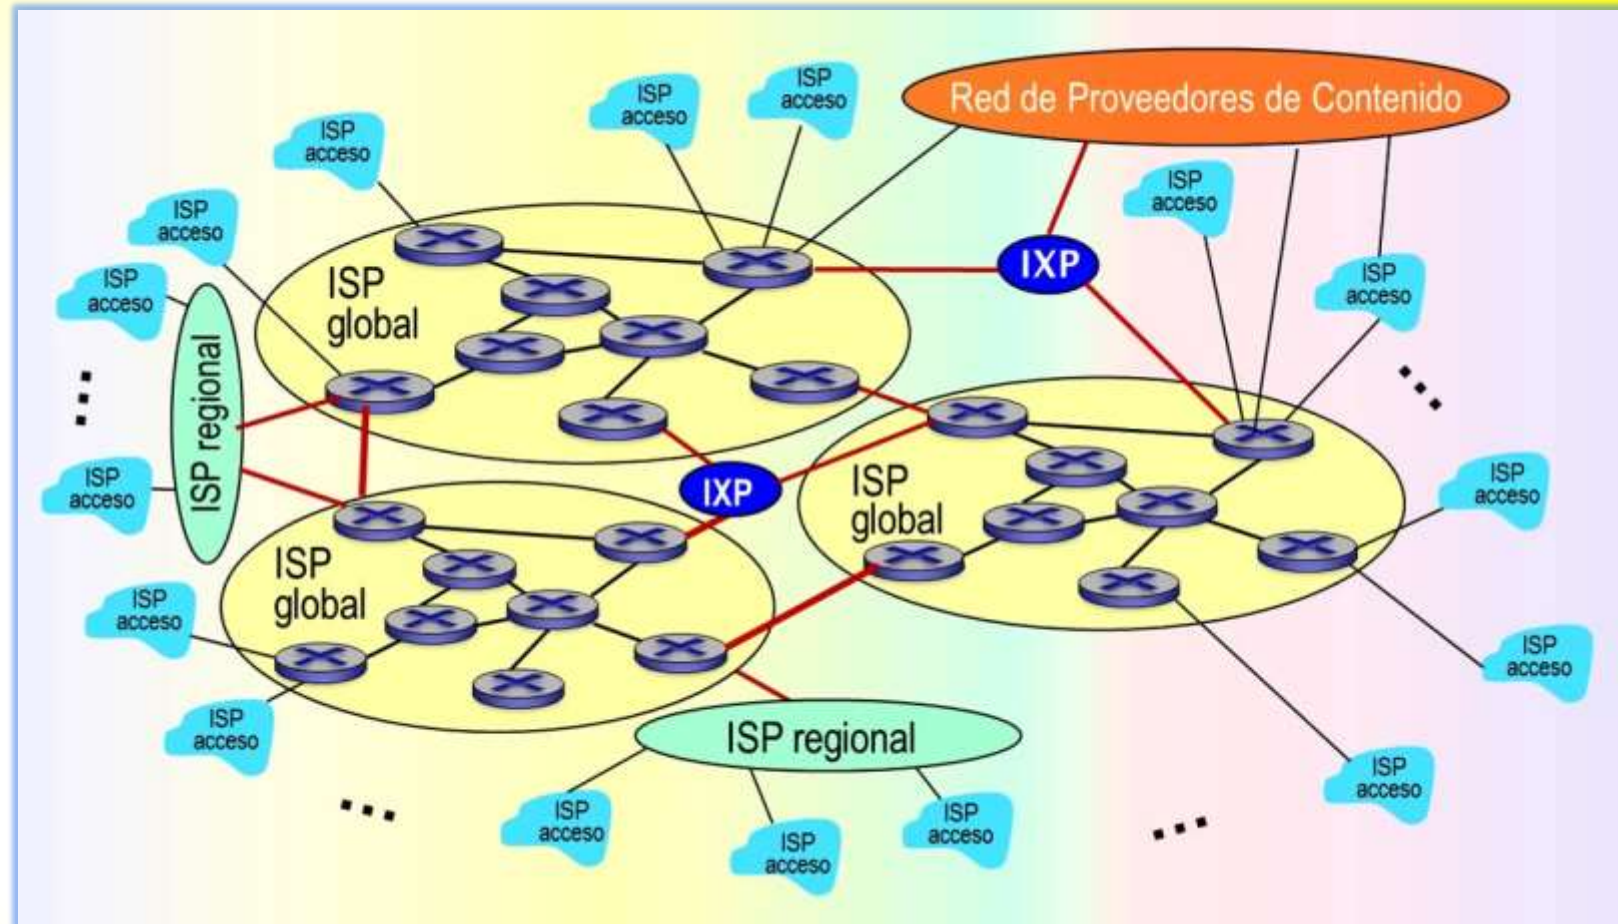 ISP
acceso
ISP
acceso
Red de Proveedores de Contenido
ISP
acceso
ISP
acceso
ISP
acceso
IXP
ISP
acceso
ISP
acceso
ISP
global
ISP regional
ISP
acceso
IXP
ISP
global
ISP
acceso
ISP
global
ISP
acceso
ISP
acceso
ISP
acceso
ISP regional
ISP
acceso
ISP
acceso
ISP
acceso
ISP
acceso